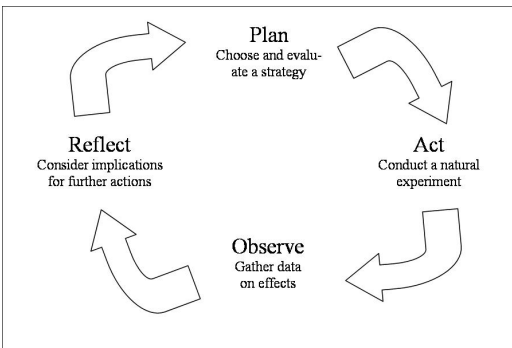 Plan
Choose and evalu-
ate a strategy
Reflect
Consider implications
for further actions
Act
Conduct a natural
experiment
Observe
Gather data
on effects